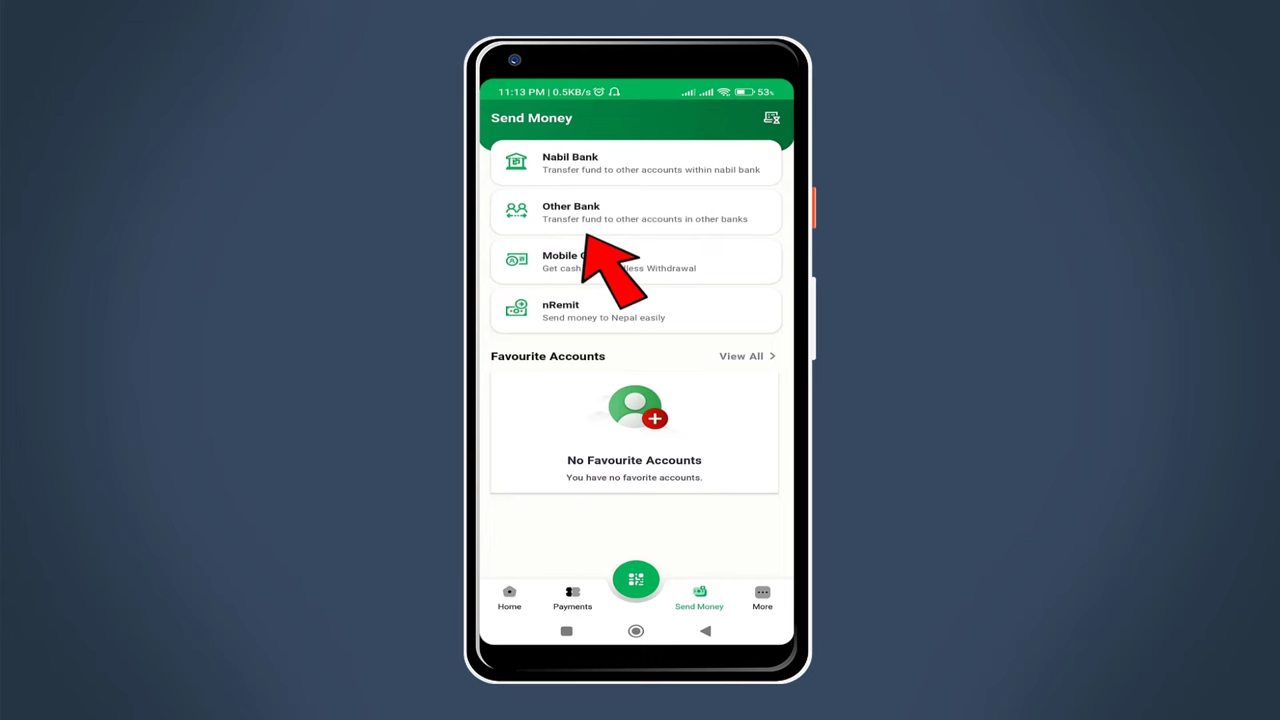 11:13 PM | 0.5KB/s 53%
Send Money
Nabil Bank
Transfer fund to other accounts within nabil bank
Other Bank
Transfer fund to other accounts in other banks
Mobile
Get cash less Withdrawal
nRemit
Send money to Nepal easily
Favourite Accounts View All >
No Favourite Accounts
You have no favorite accounts.
Home Payments Send Money More